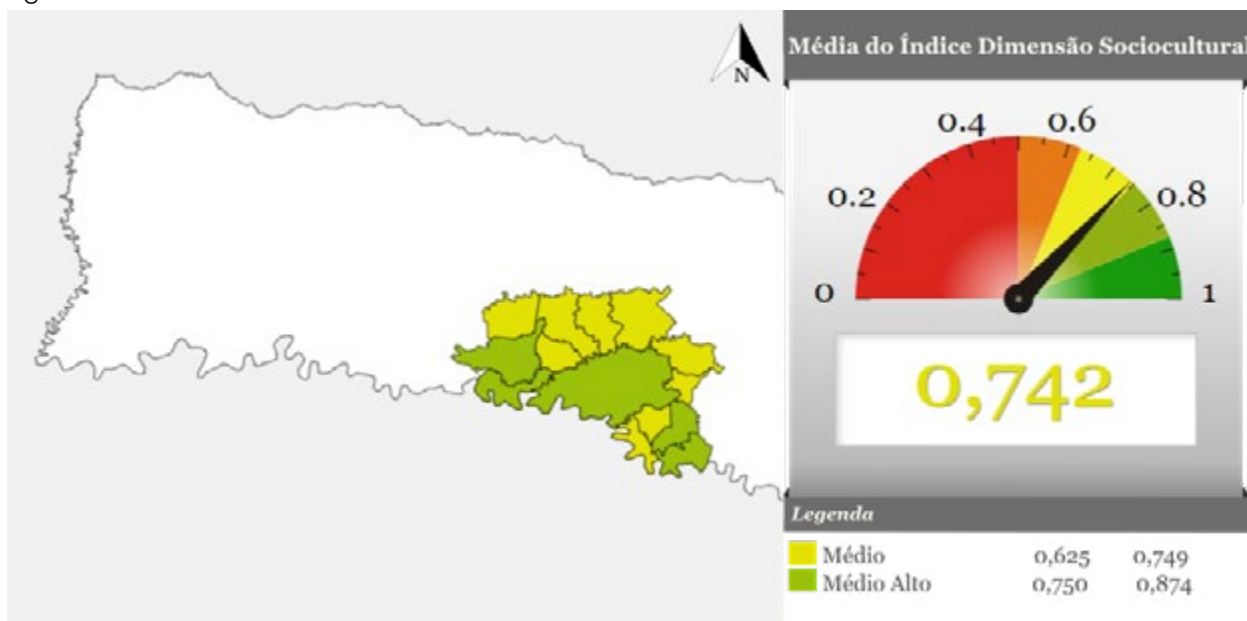 N
Média do Índice Dimensão Sociocultural
0 0.2 0.4 0.6 0.8 1
0,742
Legenda
Médio 0,625 0,749
Médio Alto 0,750 0,874